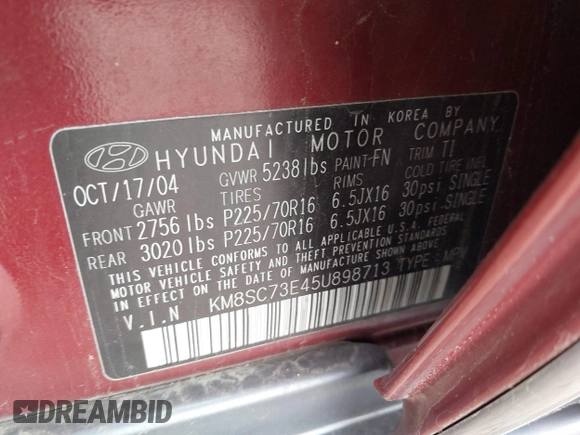 MANUFACTURED IN KOREA BY
HYUNDAI MOTOR COMPANY
OCT/17/04 GVWR 5238 lbs PAINT FN TRIM TI
GAWR TIRES RIMS COLD TIRE INFL
FRONT 2756 lbs P225/70R16 6.5JX16 30psi SINGLE
REAR 3020 lbs P225/70R16 6.5JX16 30psi SINGLE
THIS VEHICLE CONFORMS TO ALL APPLICABLE U.S.A. FEDERAL
MOTOR VEHICLE SAFETY, BUMPER, AND THEFT PREVENTION
STANDARDS IN EFFECT ON THE DATE OF MANUFACTURE SHOWN ABOVE.
V.I.N KM8SC73E45U898713 TYPE:
DREAMBID